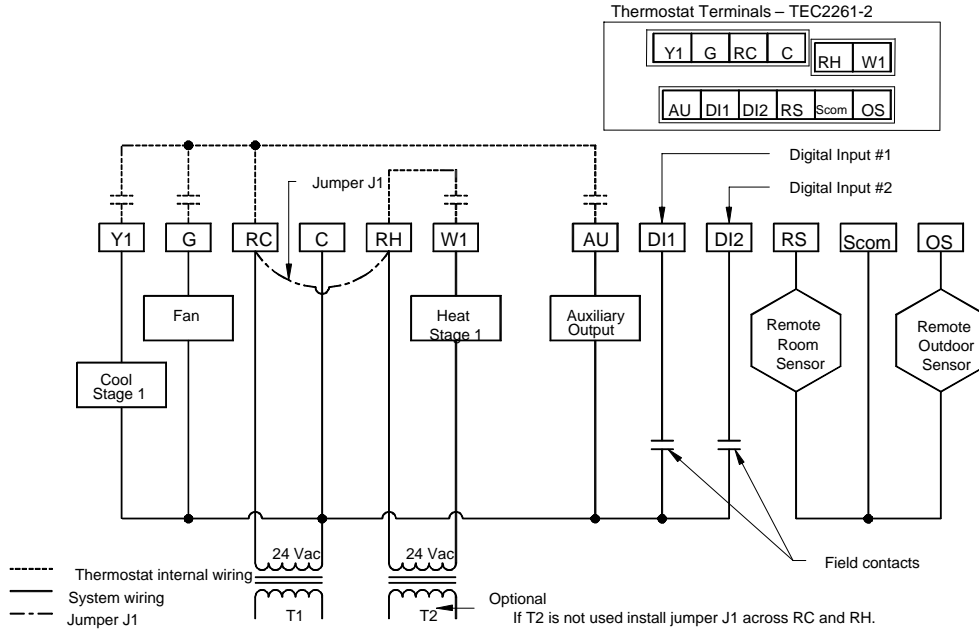 Thermostat Terminals – TEC2261-2
Y1 G RC C
RH W1
AU DI1 DI2 RS Scom OS
Digital Input #1
Jumper J1
Digital Input #2
Y1 G RC C RH W1 AU DI1 DI2 RS Scom OS
Fan
Heat
Stage 1
Auxiliary
Output
Remote
Room
Sensor
Remote
Outdoor
Sensor
Cool
Stage 1
24 Vac
24 Vac
Field contacts
Thermostat internal wiring
System wiring
Jumper J1
T1
T2
Optional
If T2 is not used install jumper J1 across RC and RH.